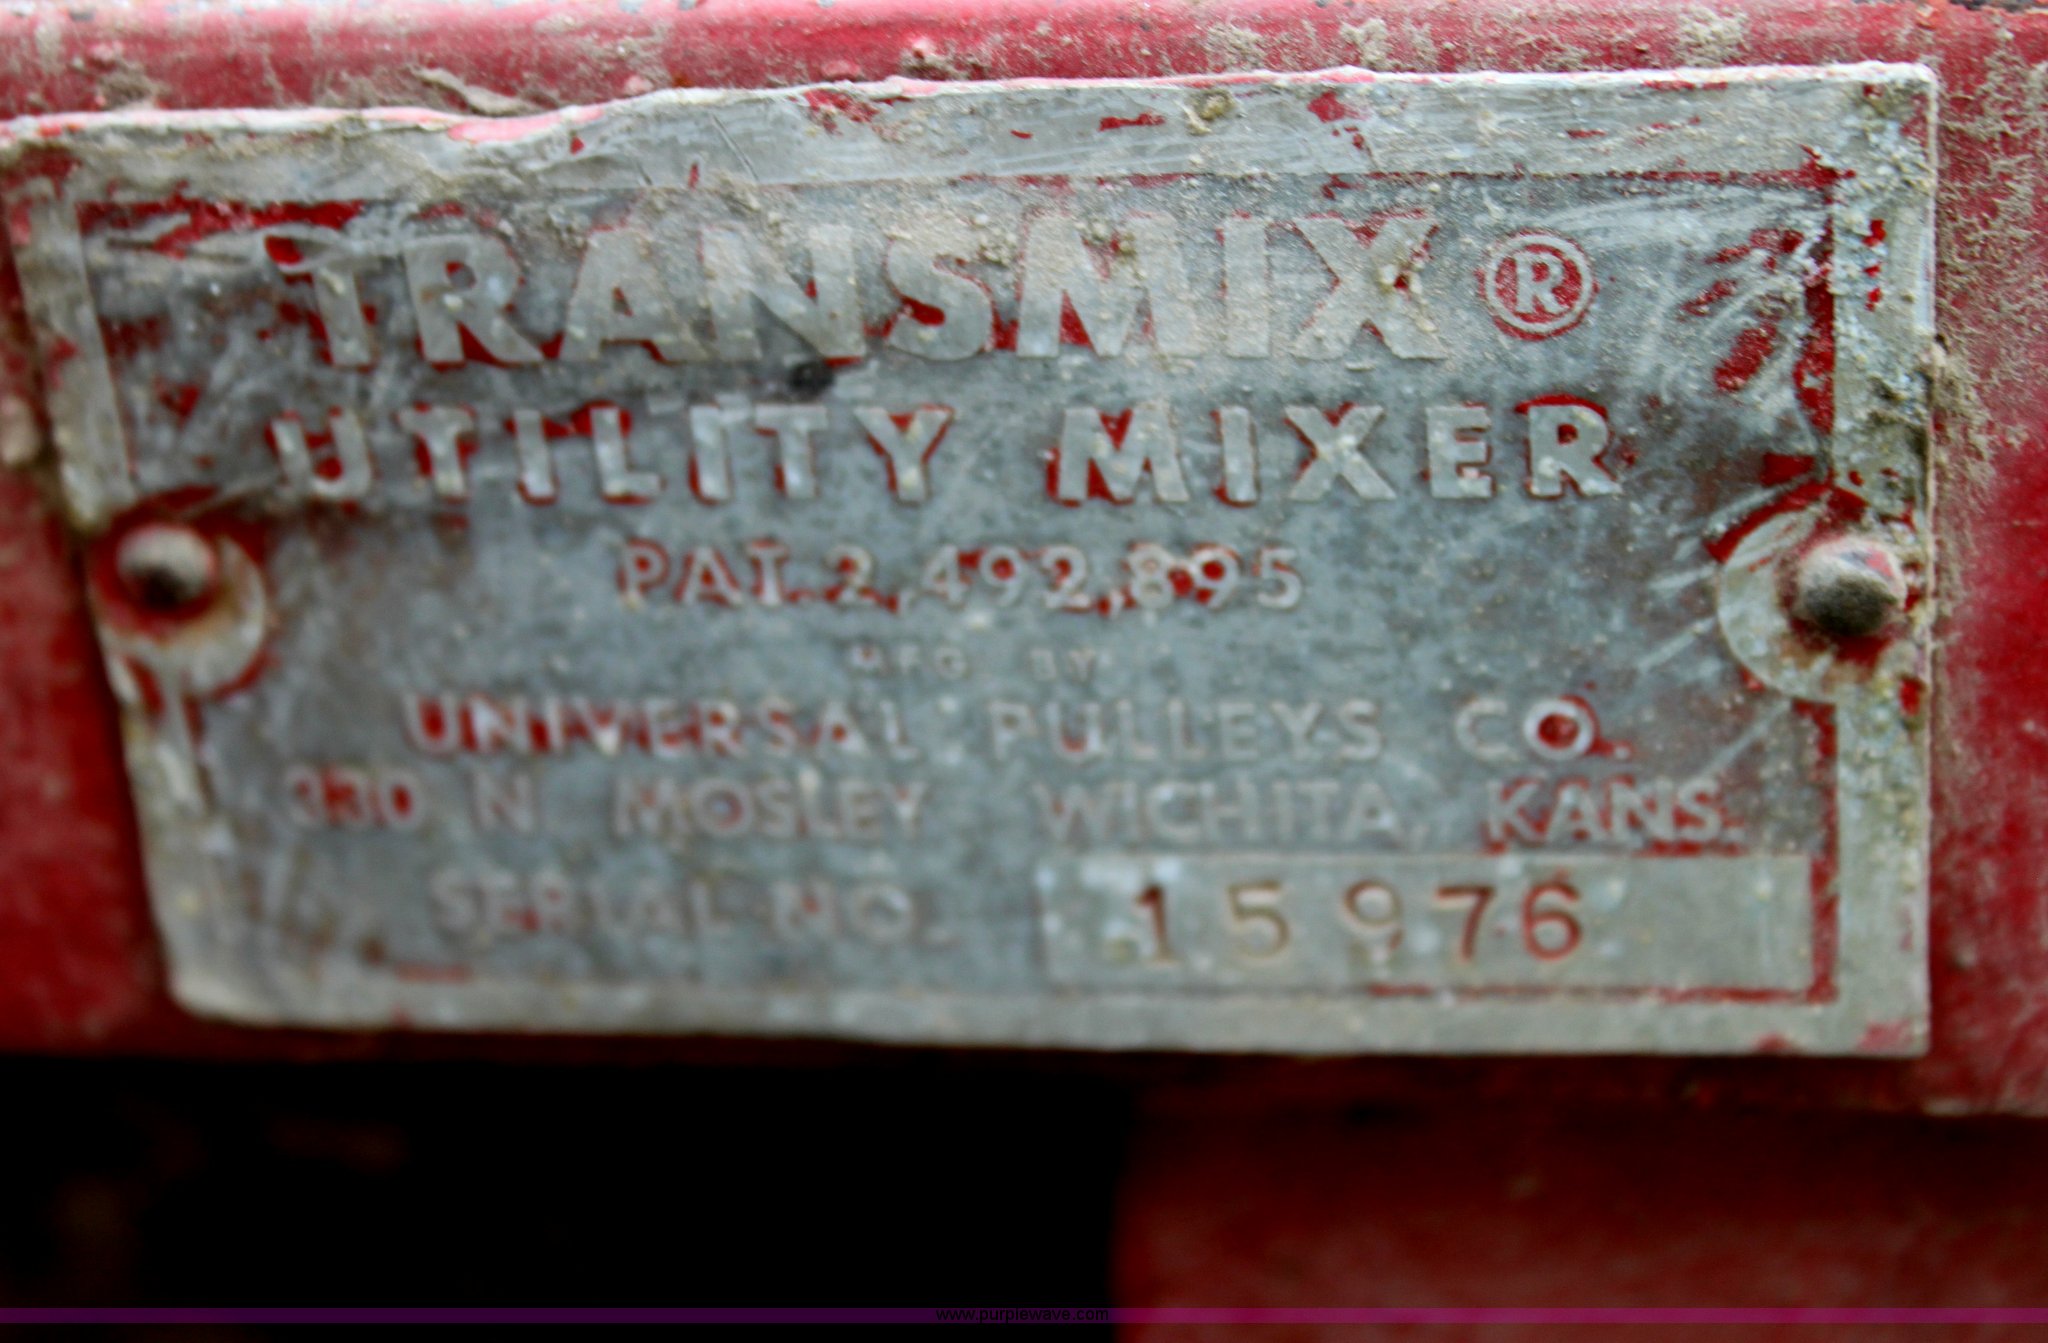 TRANSMIX ®
UTILITY MIXER
PAT. 2,492,895
MFG BY
UNIVERSAL PULLEYS CO.
330 N MOSLEY WICHITA, KANS.
SERIAL NO. 15976
www.purplewave.com